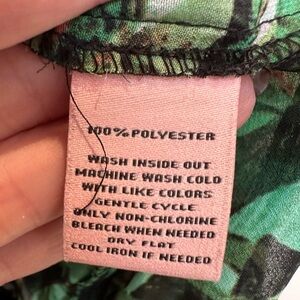 100% POLYESTER
WASH INSIDE OUT
MACHINE WASH COLD
WITH LIKE COLORS
GENTLE CYCLE
ONLY NON-CHLORINE
BLEACH WHEN NEEDED
DRY FLAT
COOL IRON IF NEEDED